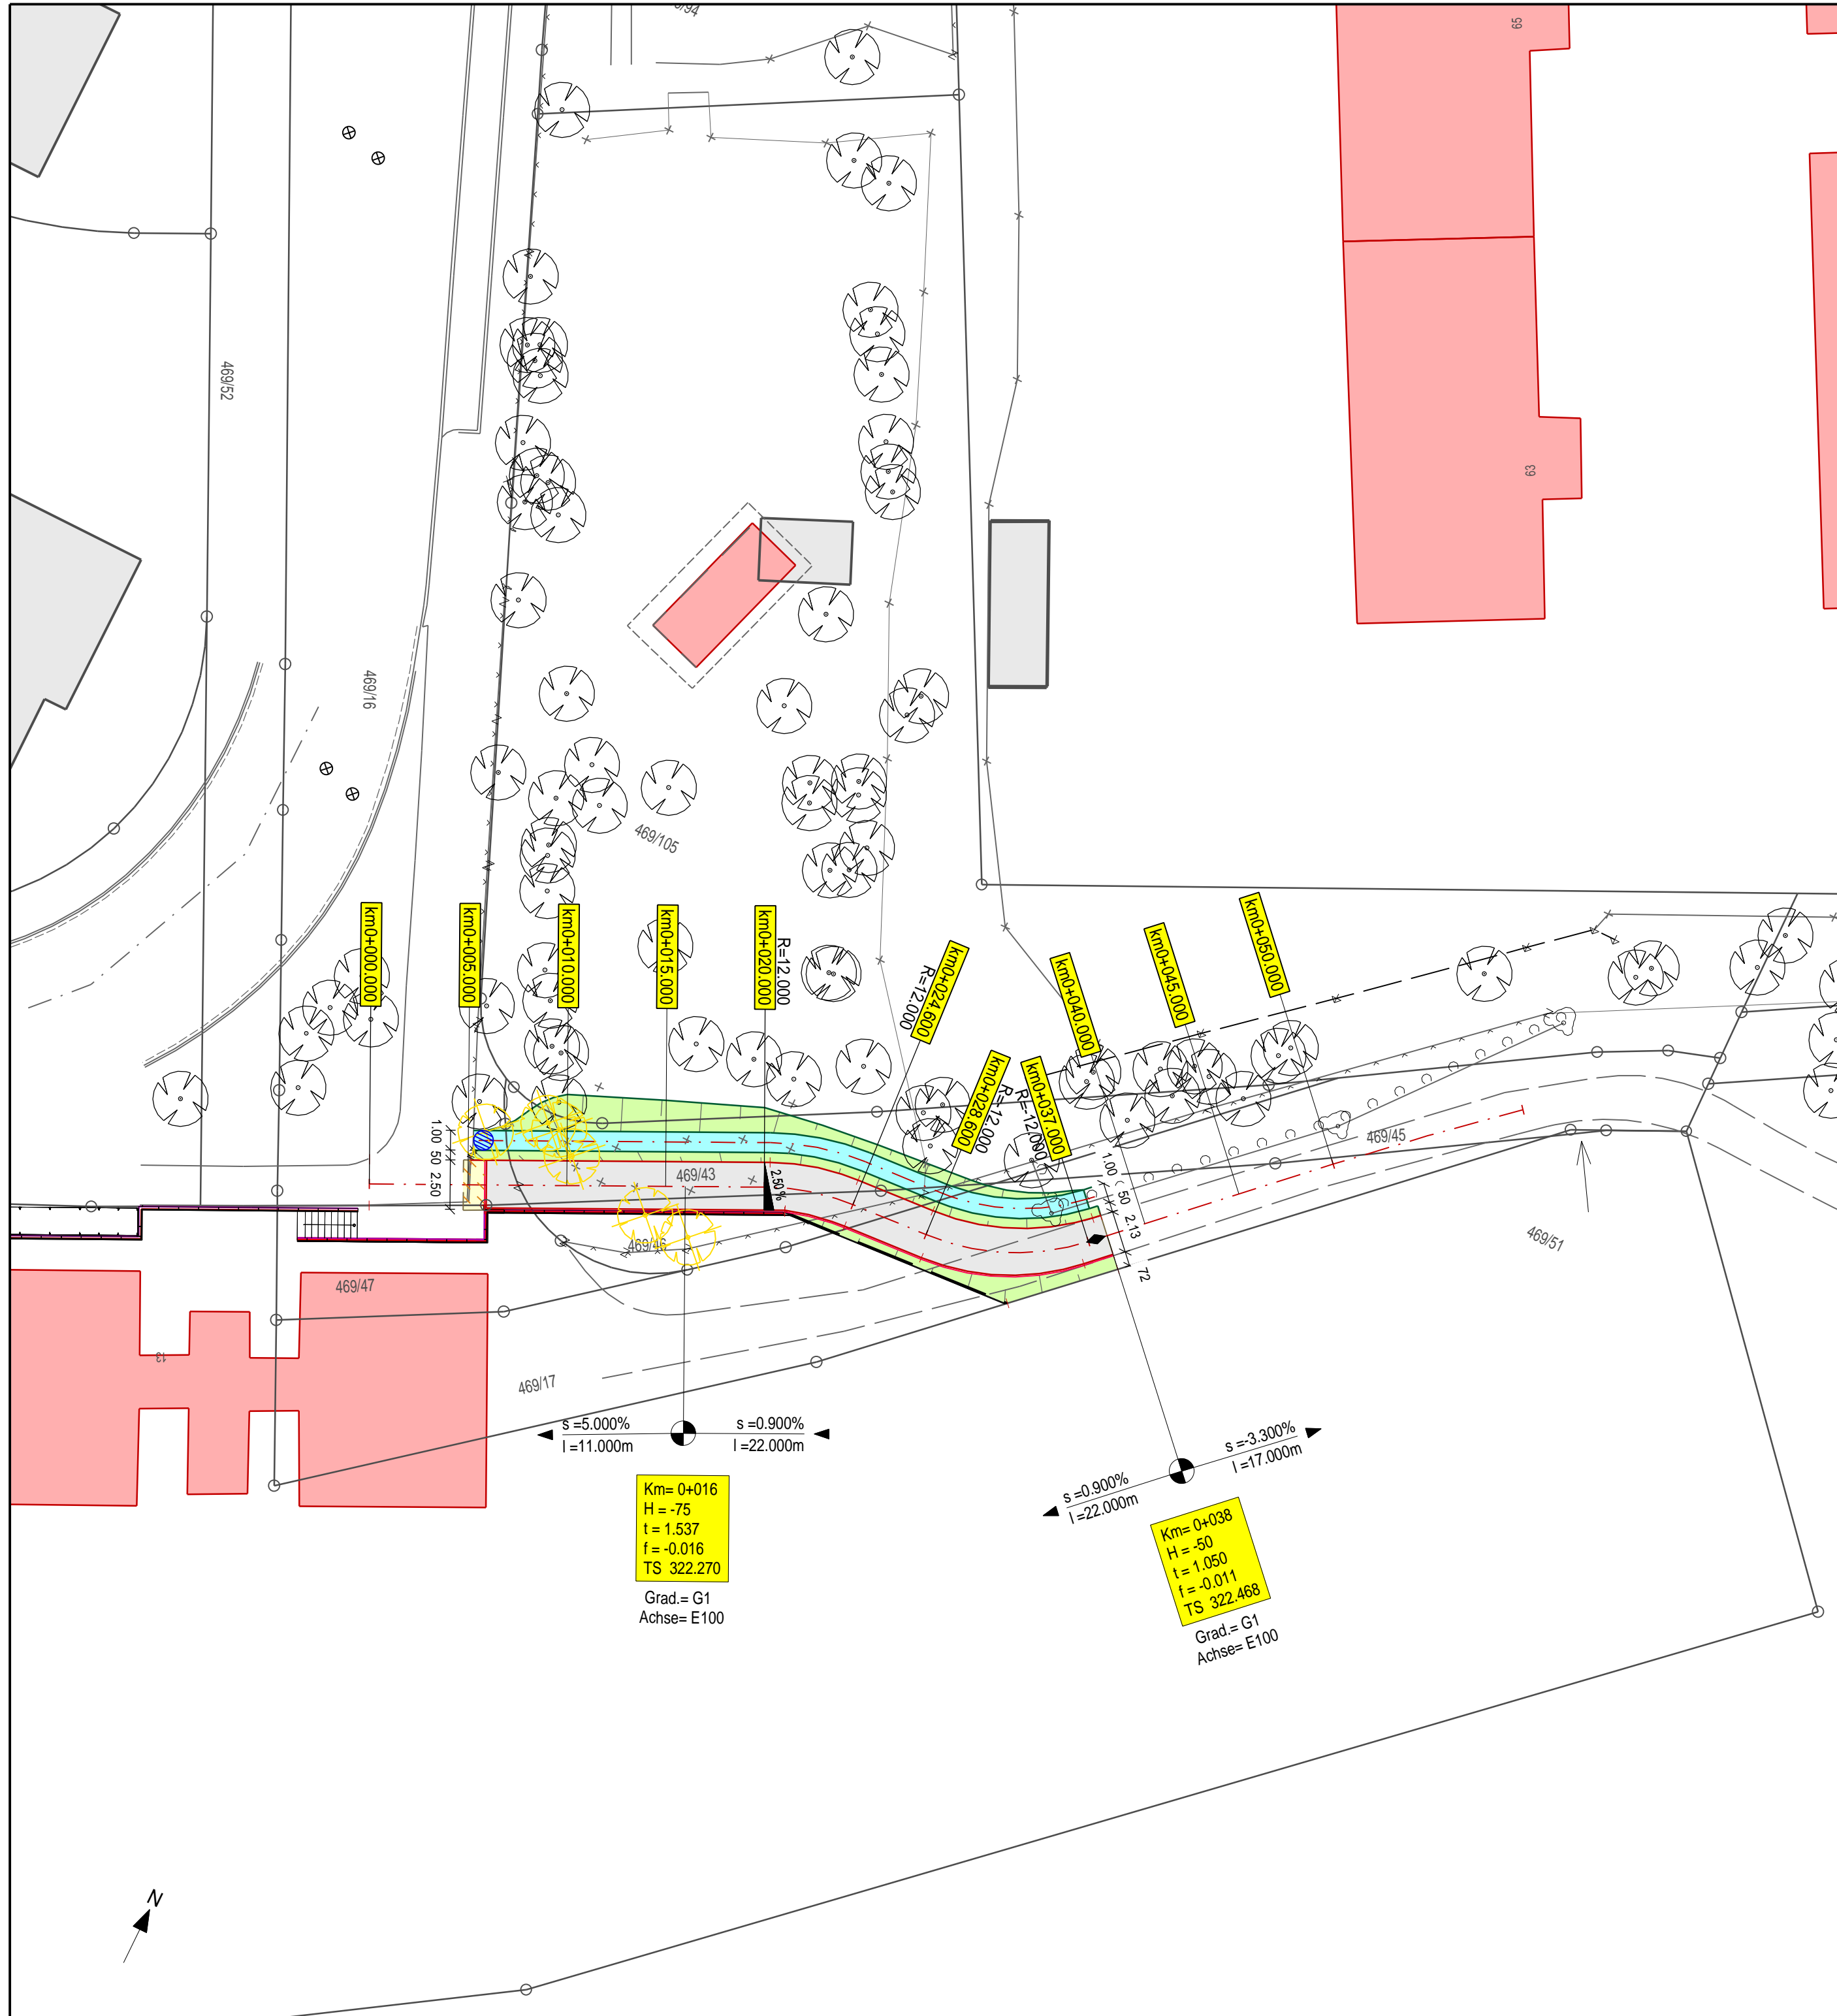 65
63
469/52
469/16
469/105
km0+000.000
km0+005.000
km0+010.000
km0+015.000
km0+020.000
R=12.000
km0+024.600
R=12.000
km0+028.600
R=12.000
km0+037.000
R=-12.000
km0+040.000
km0+045.000
km0+050.000
1.00
50
2.50
469/43
2.50 %
1.00
50
2.13
72
469/45
469/46
469/51
469/47
13
469/17
s =5.000%
l =11.000m
s =0.900%
l =22.000m
Km= 0+016
H = -75
t = 1.537
f = -0.016
TS 322.270
Grad.= G1
Achse= E100
s =0.900%
l =22.000m
s =-3.300%
l =17.000m
Km= 0+038
H = -50
t = 1.050
f = -0.011
TS 322.468
Grad.= G1
Achse= E100
N